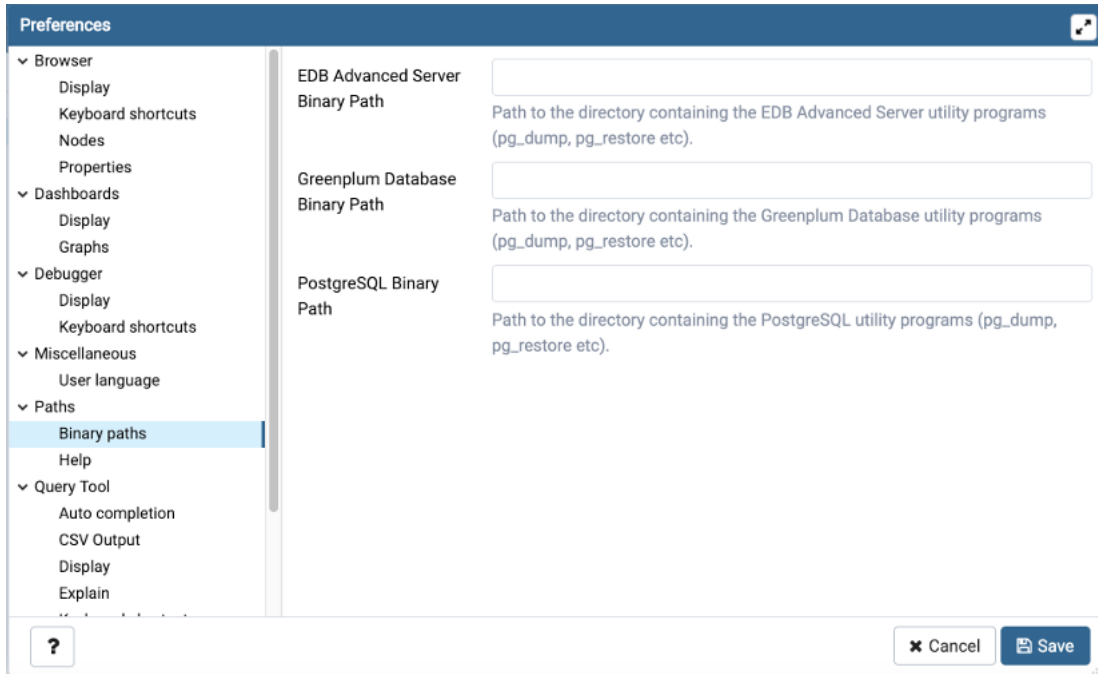 Preferences
Browser
Display
Keyboard shortcuts
Nodes
Properties
Dashboards
Display
Graphs
Debugger
Display
Keyboard shortcuts
Miscellaneous
User language
Paths
Binary paths
Help
Query Tool
Auto completion
CSV Output
Display
Explain
EDB Advanced Server
Binary Path
Path to the directory containing the EDB Advanced Server utility programs
(pg_dump, pg_restore etc).
Greenplum Database
Binary Path
Path to the directory containing the Greenplum Database utility programs
(pg_dump, pg_restore etc).
PostgreSQL Binary
Path
Path to the directory containing the PostgreSQL utility programs (pg_dump,
pg_restore etc).
?
Cancel
Save